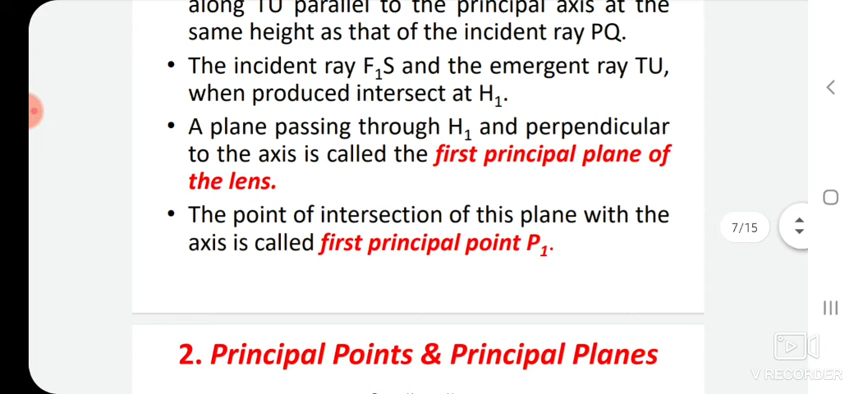 along TU parallel to the principal axis at the
same height as that of the incident ray PQ.
• The incident ray F₁S and the emergent ray TU,
when produced intersect at H₁.
• A plane passing through H₁ and perpendicular
to the axis is called the first principal plane of
the lens.
• The point of intersection of this plane with the
axis is called first principal point P₁.
7/15
2. Principal Points & Principal Planes
V RECORDER